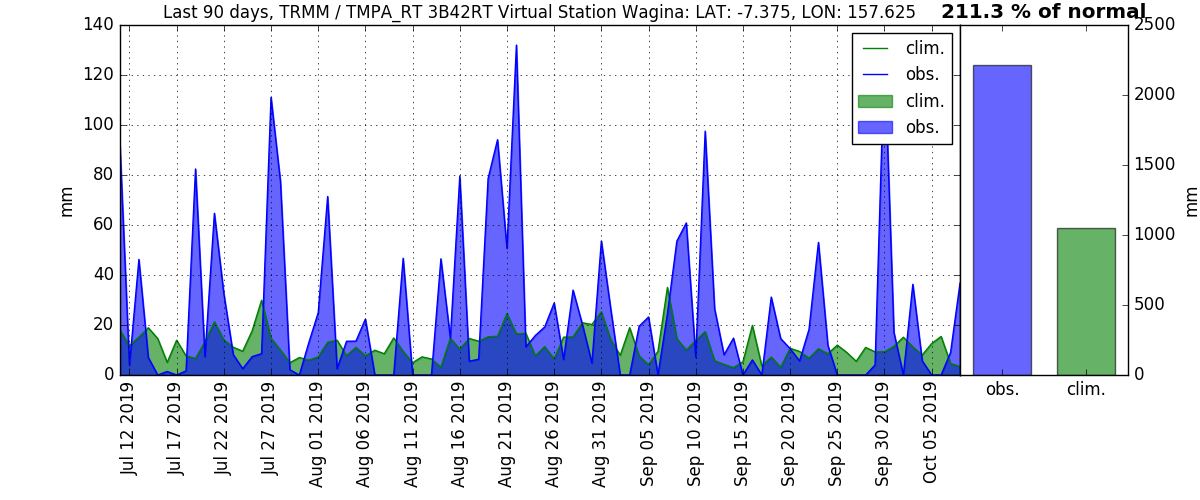 Last 90 days, TRMM / TMPA_RT 3B42RT Virtual Station Wagina: LAT: -7.375, LON: 157.625
211.3 % of normal
mm
140
120
100
80
60
40
20
0
clim.
obs.
clim.
obs.
Jul 12 2019
Jul 17 2019
Jul 22 2019
Jul 27 2019
Aug 01 2019
Aug 06 2019
Aug 11 2019
Aug 16 2019
Aug 21 2019
Aug 26 2019
Aug 31 2019
Sep 05 2019
Sep 10 2019
Sep 15 2019
Sep 20 2019
Sep 25 2019
Sep 30 2019
Oct 05 2019
2500
2000
1500
1000
500
0
mm
obs.
clim.